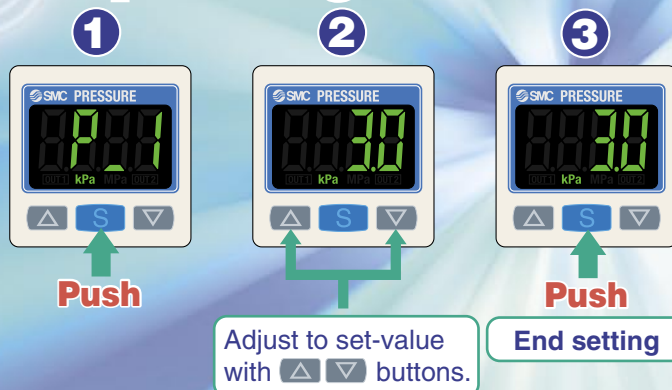 1
2
3
SMC PRESSURE
P_1
OUT1 kPa MPa OUT2
S
Push
SMC PRESSURE
3.0
OUT1 kPa MPa OUT2
S
Adjust to set-value
with △ ▽ buttons.
SMC PRESSURE
3.0
OUT1 kPa MPa OUT2
S
Push
End setting